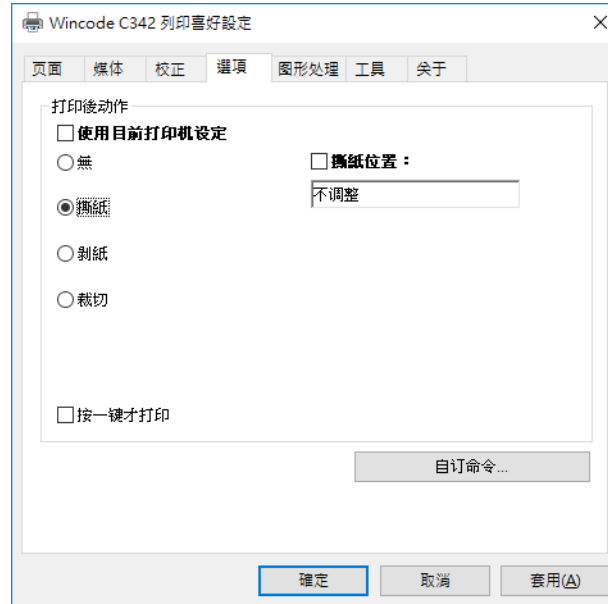 Wincode C342 列印喜好設定
页面 媒体 校正 選項 图形处理 工具 关于
打印後动作
使用目前打印机设定
無
撕紙位置：
不调整
撕紙
剝紙
裁切
按一键才打印
自订命令...
確定 取消 套用(A)